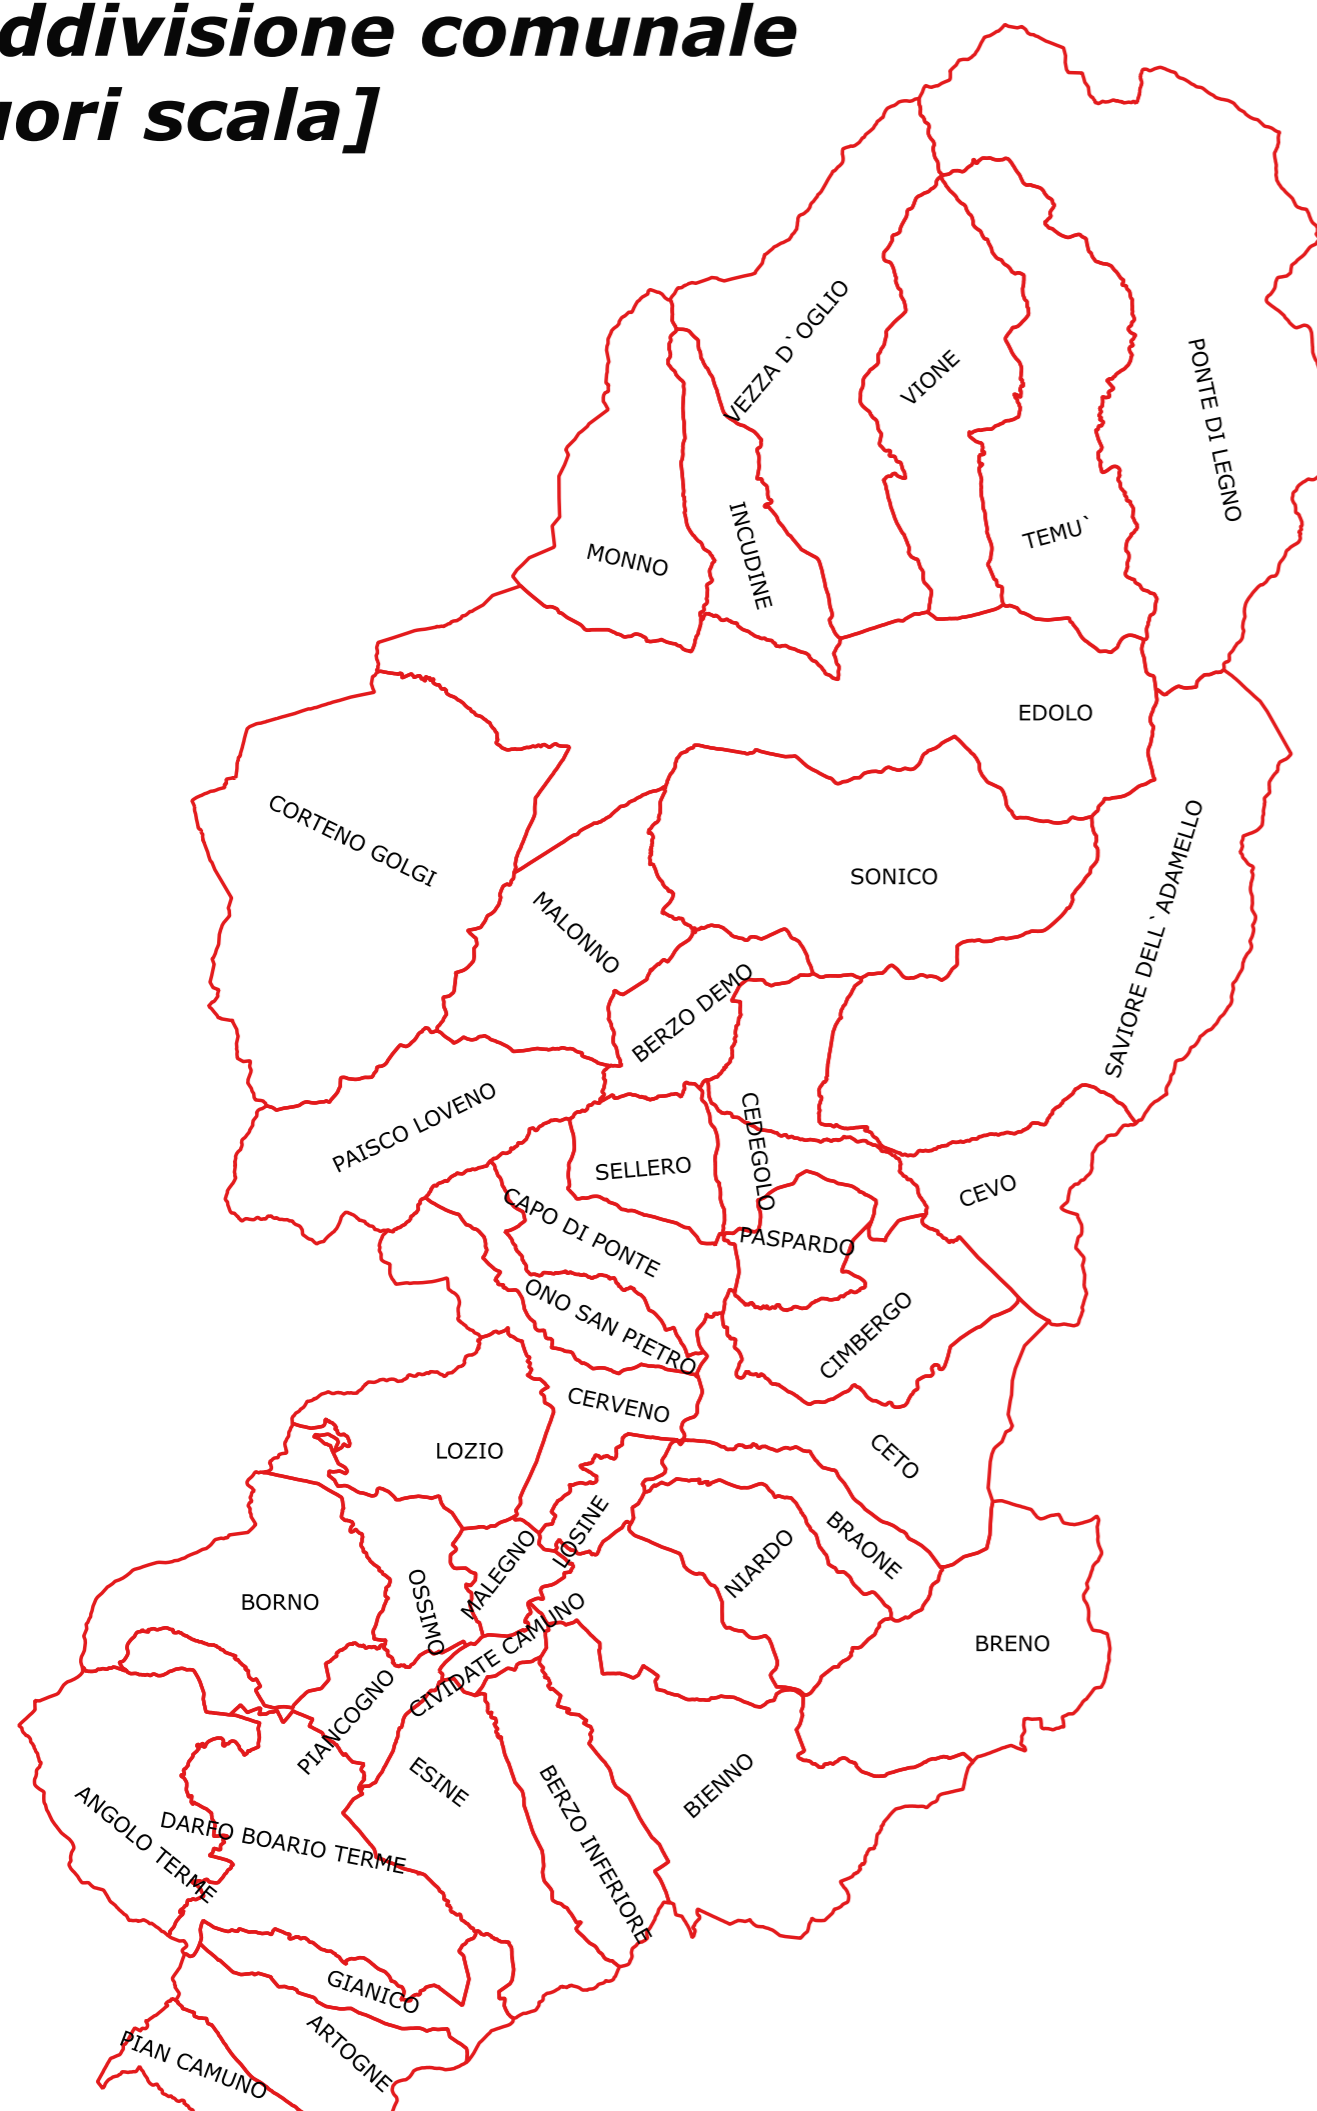 ddivisione comunale
uori scala]
VEZZA D`OGLIO
VIONE
PONTE DI LEGNO
TEMU`
INCUDINE
MONNO
EDOLO
CORTENO GOLGI
SONICO
MALONNO
SAVIORE DELL`ADAMELLO
BERZO DEMO
PAISCO LOVENO
CEDEGOLO
SELLERO
CEVO
CAPO DI PONTE
PASPARDO
ONO SAN PIETRO
CIMBERGO
CERVENO
LOZIO
CETO
LOSINE
BRAONE
NIARDO
MALEGNO
BORNO
OSSIMO
BRENO
CIVIDATE CAMUNO
PIANCOGNO
ESINE
BIENNO
BERZO INFERIORE
ANGOLO TERME
DARFO BOARIO TERME
GIANICO
ARTOGNE
PIAN CAMUNO